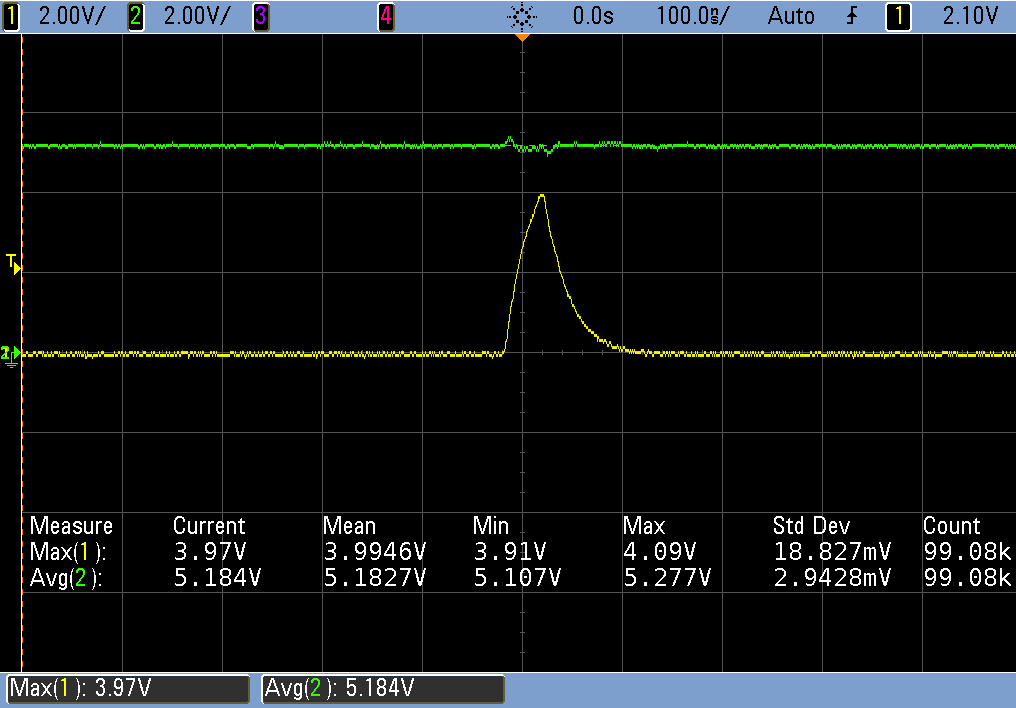 1 2.00V/ 2 2.00V/ 3 4 0.0s 100.0ns/ Auto 1 2.10V
T
Measure Current Mean Min Max Std Dev Count
Max(1): 3.97V 3.9946V 3.91V 4.09V 18.827mV 99.08k
Avg(2): 5.184V 5.1827V 5.107V 5.277V 2.9428mV 99.08k
Max(1): 3.97V Avg(2): 5.184V